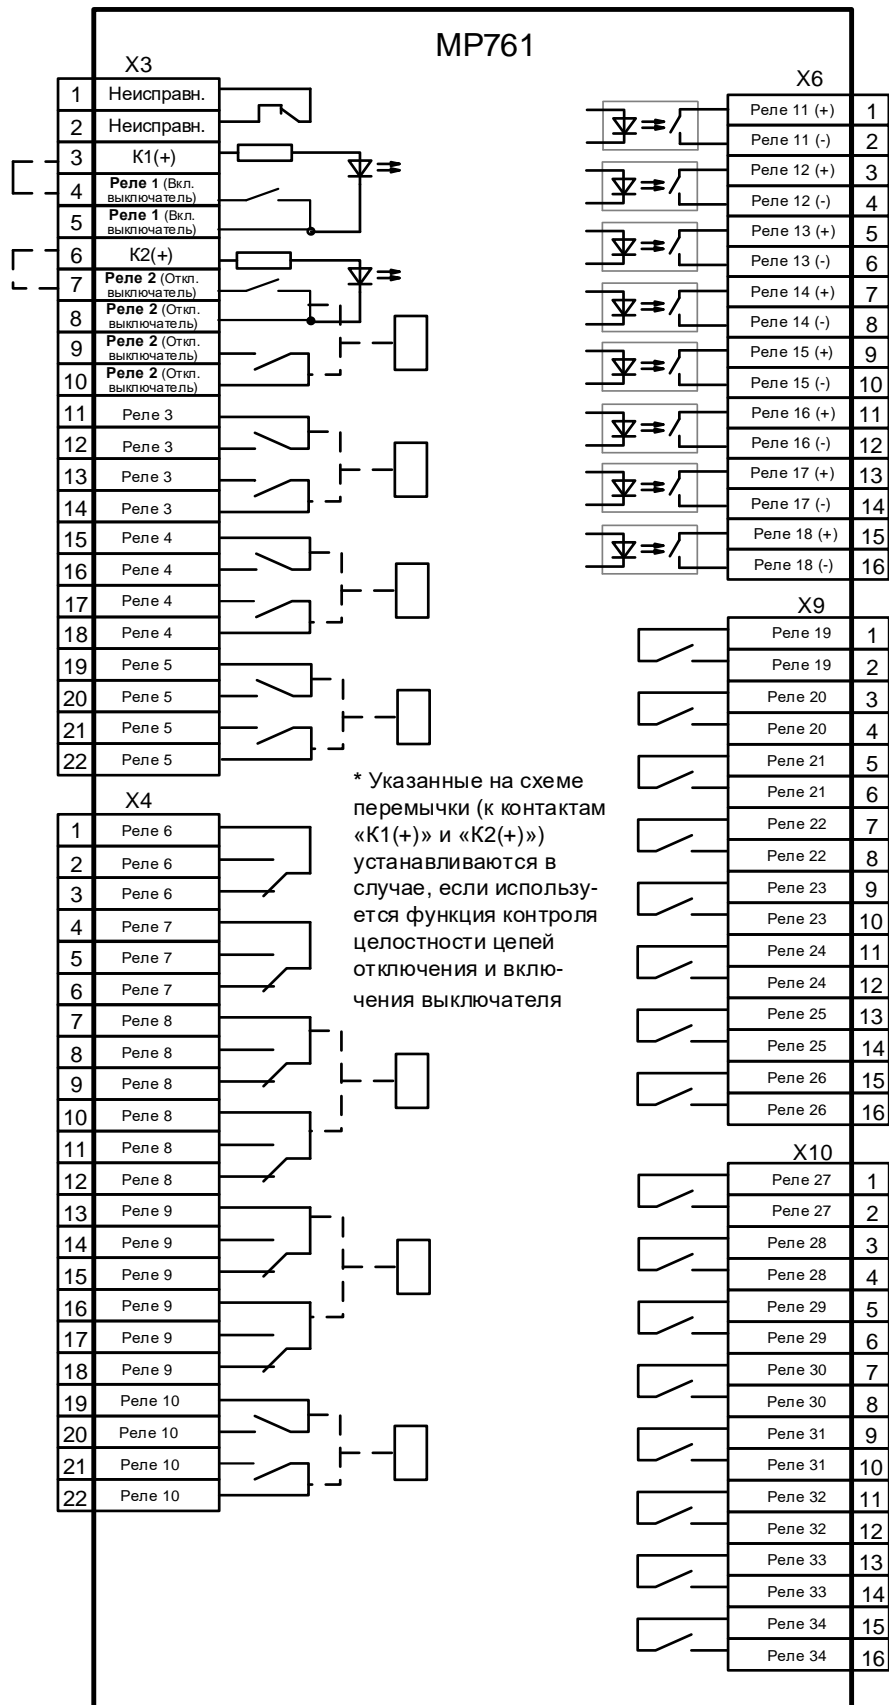 МР761
X3
1 Неисправн.
2 Неисправн.
3 К1(+)
4 Реле 1 (Вкл.
выключатель)
5 Реле 1 (Вкл.
выключатель)
6 К2(+)
7 Реле 2 (Откл.
выключатель)
8 Реле 2 (Откл.
выключатель)
9 Реле 2 (Откл.
выключатель)
10 Реле 2 (Откл.
выключатель)
11 Реле 3
12 Реле 3
13 Реле 3
14 Реле 3
15 Реле 4
16 Реле 4
17 Реле 4
18 Реле 4
19 Реле 5
20 Реле 5
21 Реле 5
22 Реле 5
X4
1 Реле 6
2 Реле 6
3 Реле 6
4 Реле 7
5 Реле 7
6 Реле 7
7 Реле 8
8 Реле 8
9 Реле 8
10 Реле 8
11 Реле 8
12 Реле 8
13 Реле 9
14 Реле 9
15 Реле 9
16 Реле 9
17 Реле 9
18 Реле 9
19 Реле 10
20 Реле 10
21 Реле 10
22 Реле 10
* Указанные на схеме
перемычки (к контактам
«К1(+)» и «К2(+)»)
устанавливаются в
случае, если использу-
ется функция контроля
целостности цепей
отключения и вклю-
чения выключателя
X6
Реле 11 (+) 1
Реле 11 (-) 2
Реле 12 (+) 3
Реле 12 (-) 4
Реле 13 (+) 5
Реле 13 (-) 6
Реле 14 (+) 7
Реле 14 (-) 8
Реле 15 (+) 9
Реле 15 (-) 10
Реле 16 (+) 11
Реле 16 (-) 12
Реле 17 (+) 13
Реле 17 (-) 14
Реле 18 (+) 15
Реле 18 (-) 16
X9
Реле 19 1
Реле 19 2
Реле 20 3
Реле 20 4
Реле 21 5
Реле 21 6
Реле 22 7
Реле 22 8
Реле 23 9
Реле 23 10
Реле 24 11
Реле 24 12
Реле 25 13
Реле 25 14
Реле 26 15
Реле 26 16
X10
Реле 27 1
Реле 27 2
Реле 28 3
Реле 28 4
Реле 29 5
Реле 29 6
Реле 30 7
Реле 30 8
Реле 31 9
Реле 31 10
Реле 32 11
Реле 32 12
Реле 33 13
Реле 33 14
Реле 34 15
Реле 34 16